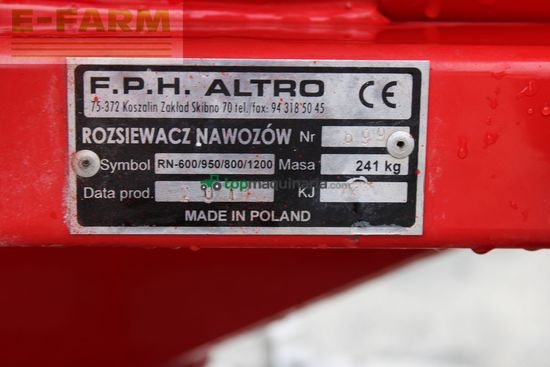 E-FARM
F.P.H. ALTRO
75-372 Koszalin Zakład Skibno 70 tel./fax: 94 318 50 45
CE
ROZSIEWACZ NAWOZÓW Nr 699
Symbol RN-600/950/800/1200 Masa 241 kg
Data prod. KJ
topmaquinaria.com
MADE IN POLAND